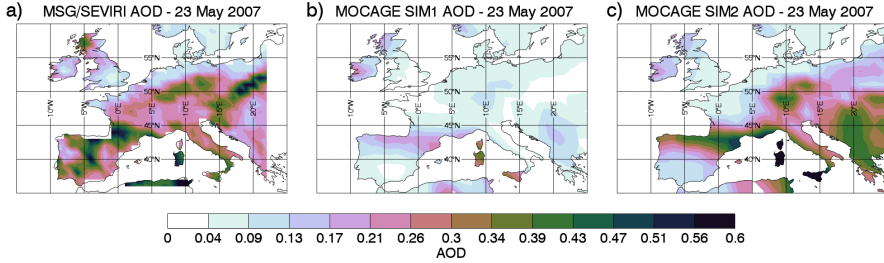 a) MSG/SEVIRI AOD - 23 May 2007
b) MOCAGE SIM1 AOD - 23 May 2007
c) MOCAGE SIM2 AOD - 23 May 2007
55°N
50°N
45°N
40°N
10°W
5°W
0°E
5°E
10°E
15°E
20°E
55°N
50°N
45°N
40°N
10°W
5°W
0°E
5°E
10°E
15°E
20°E
55°N
50°N
45°N
40°N
10°W
5°W
0°E
5°E
10°E
15°E
20°E
0 0.04 0.09 0.13 0.17 0.21 0.26 0.3 0.34 0.39 0.43 0.47 0.51 0.56 0.6
AOD